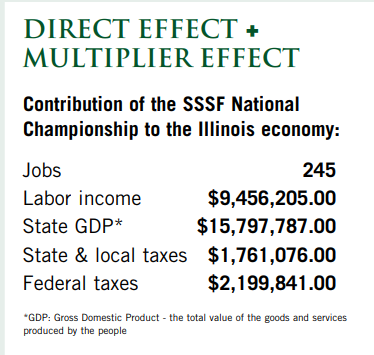 DIRECT EFFECT +
MULTIPLIER EFFECT
Contribution of the SSSF National
Championship to the Illinois economy:
Jobs 245
Labor income $9,456,205.00
State GDP* $15,797,787.00
State & local taxes $1,761,076.00
Federal taxes $2,199,841.00
*GDP: Gross Domestic Product - the total value of the goods and services
produced by the people